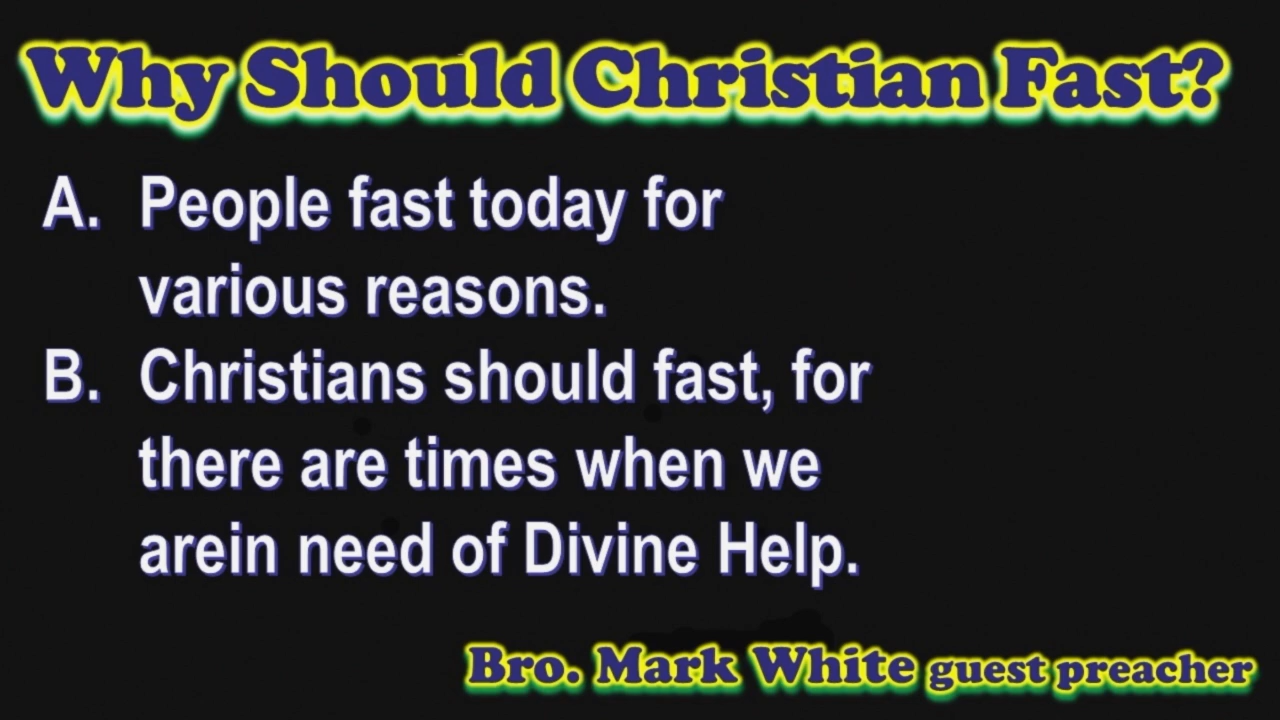 Why Should Christian Fast?
A. People fast today for
various reasons.
B. Christians should fast, for
there are times when we
arein need of Divine Help.
Bro. Mark White guest preacher